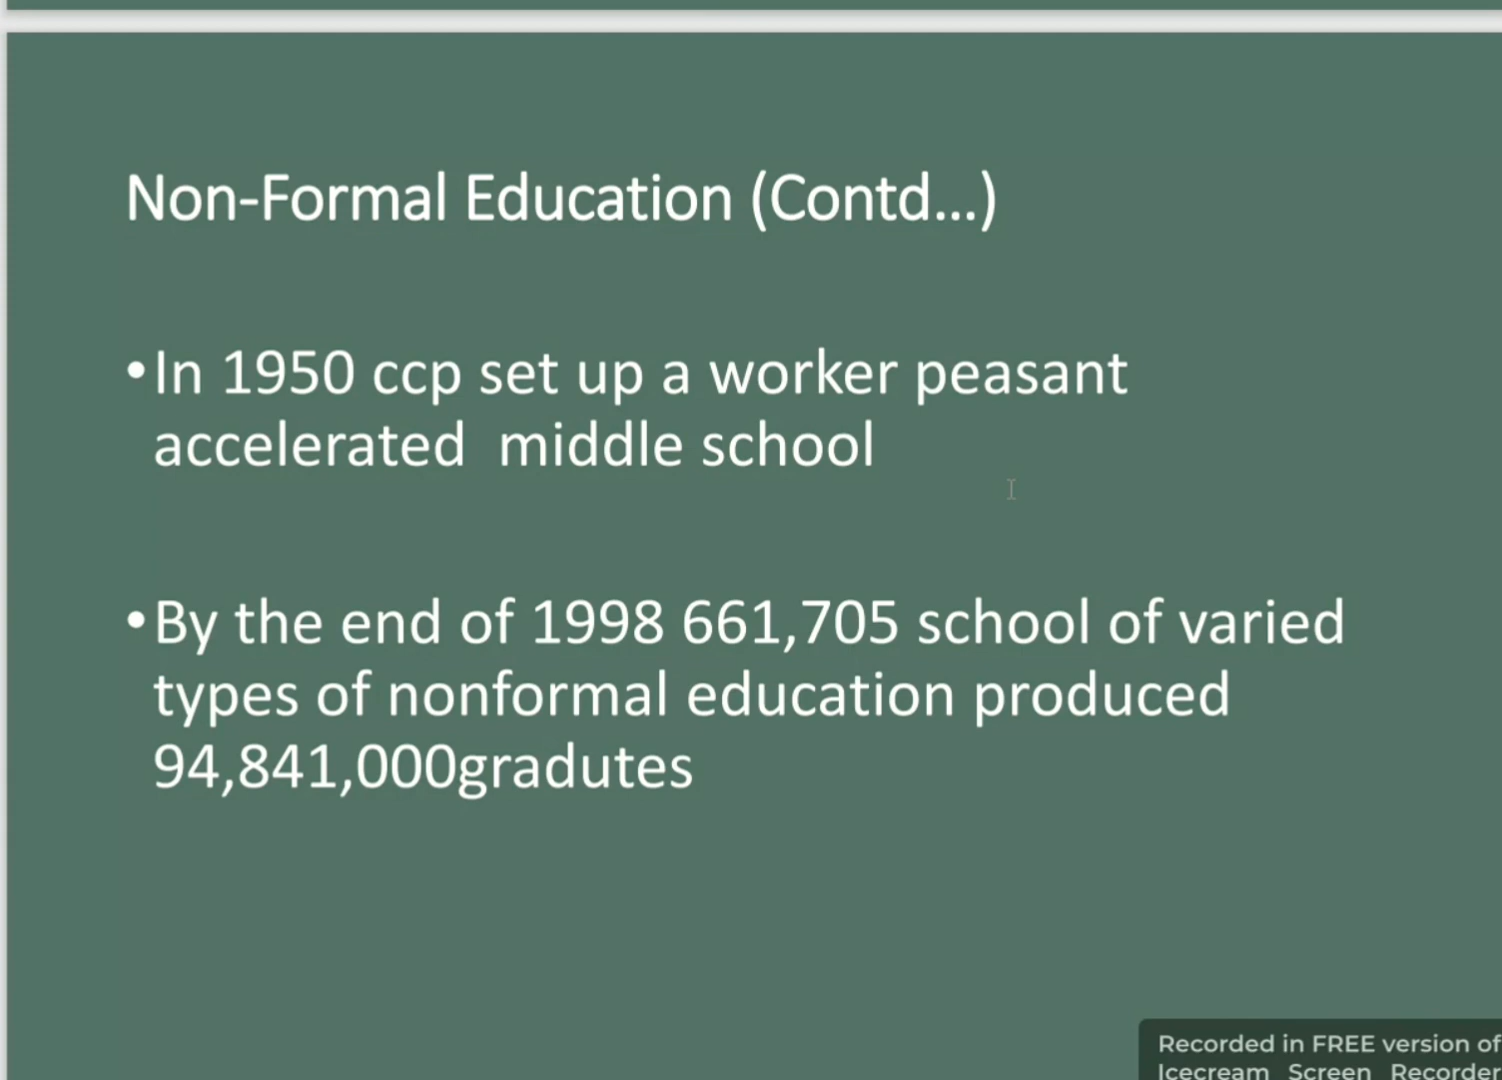 Non-Formal Education (Contd...)
•In 1950 ccp set up a worker peasant
accelerated  middle school
•By the end of 1998 661,705 school of varied
types of nonformal education produced
94,841,000gradutes
Recorded in FREE version of
Icecream Screen Recorder